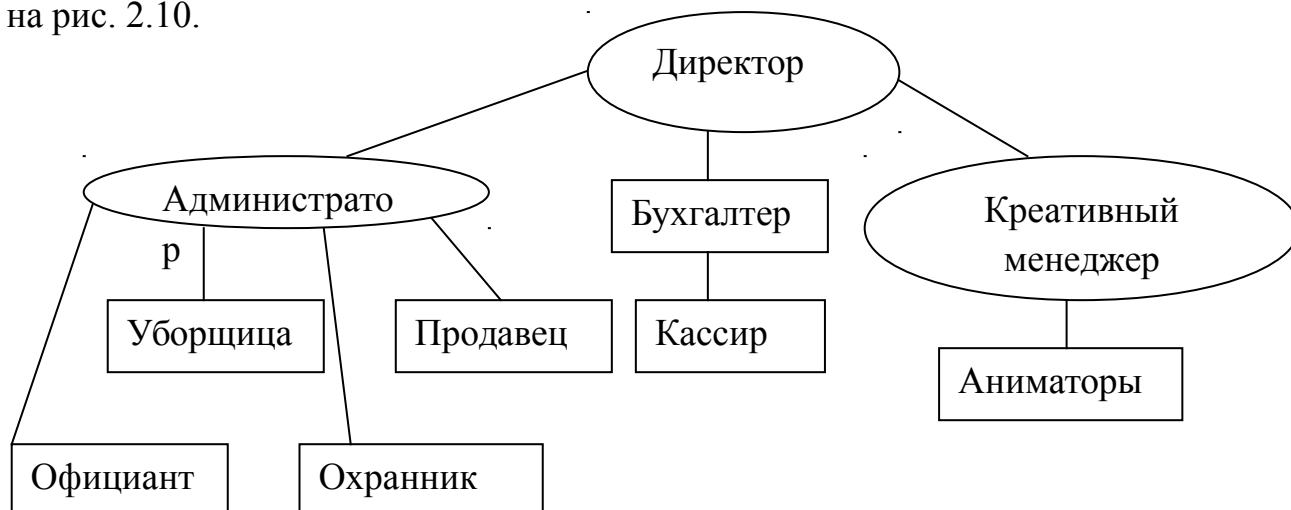 на рис. 2.10.
Директор
Администрато
р
Бухгалтер
Креативный
менеджер
Уборщица
Продавец
Кассир
Аниматоры
Официант
Охранник